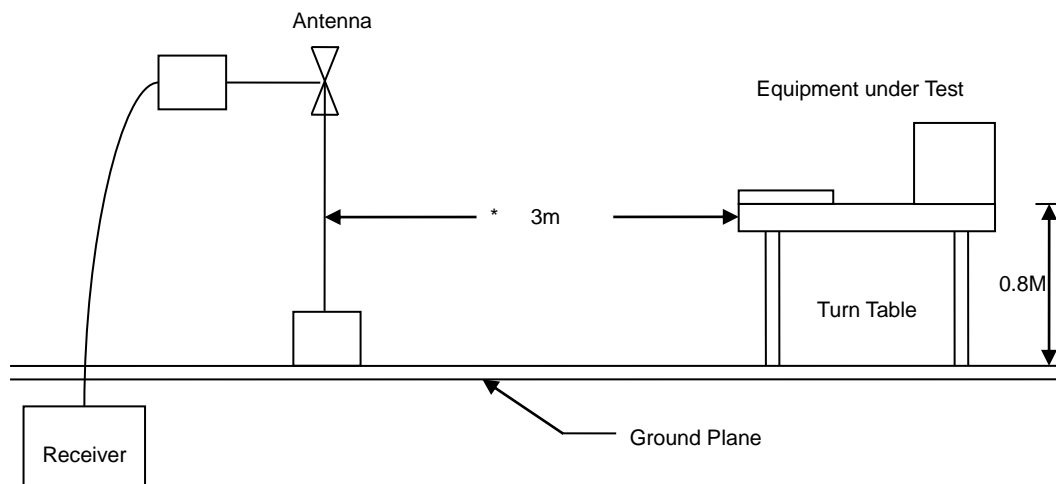 Antenna
Equipment under Test
* 3m
0.8M
Turn Table
Ground Plane
Receiver